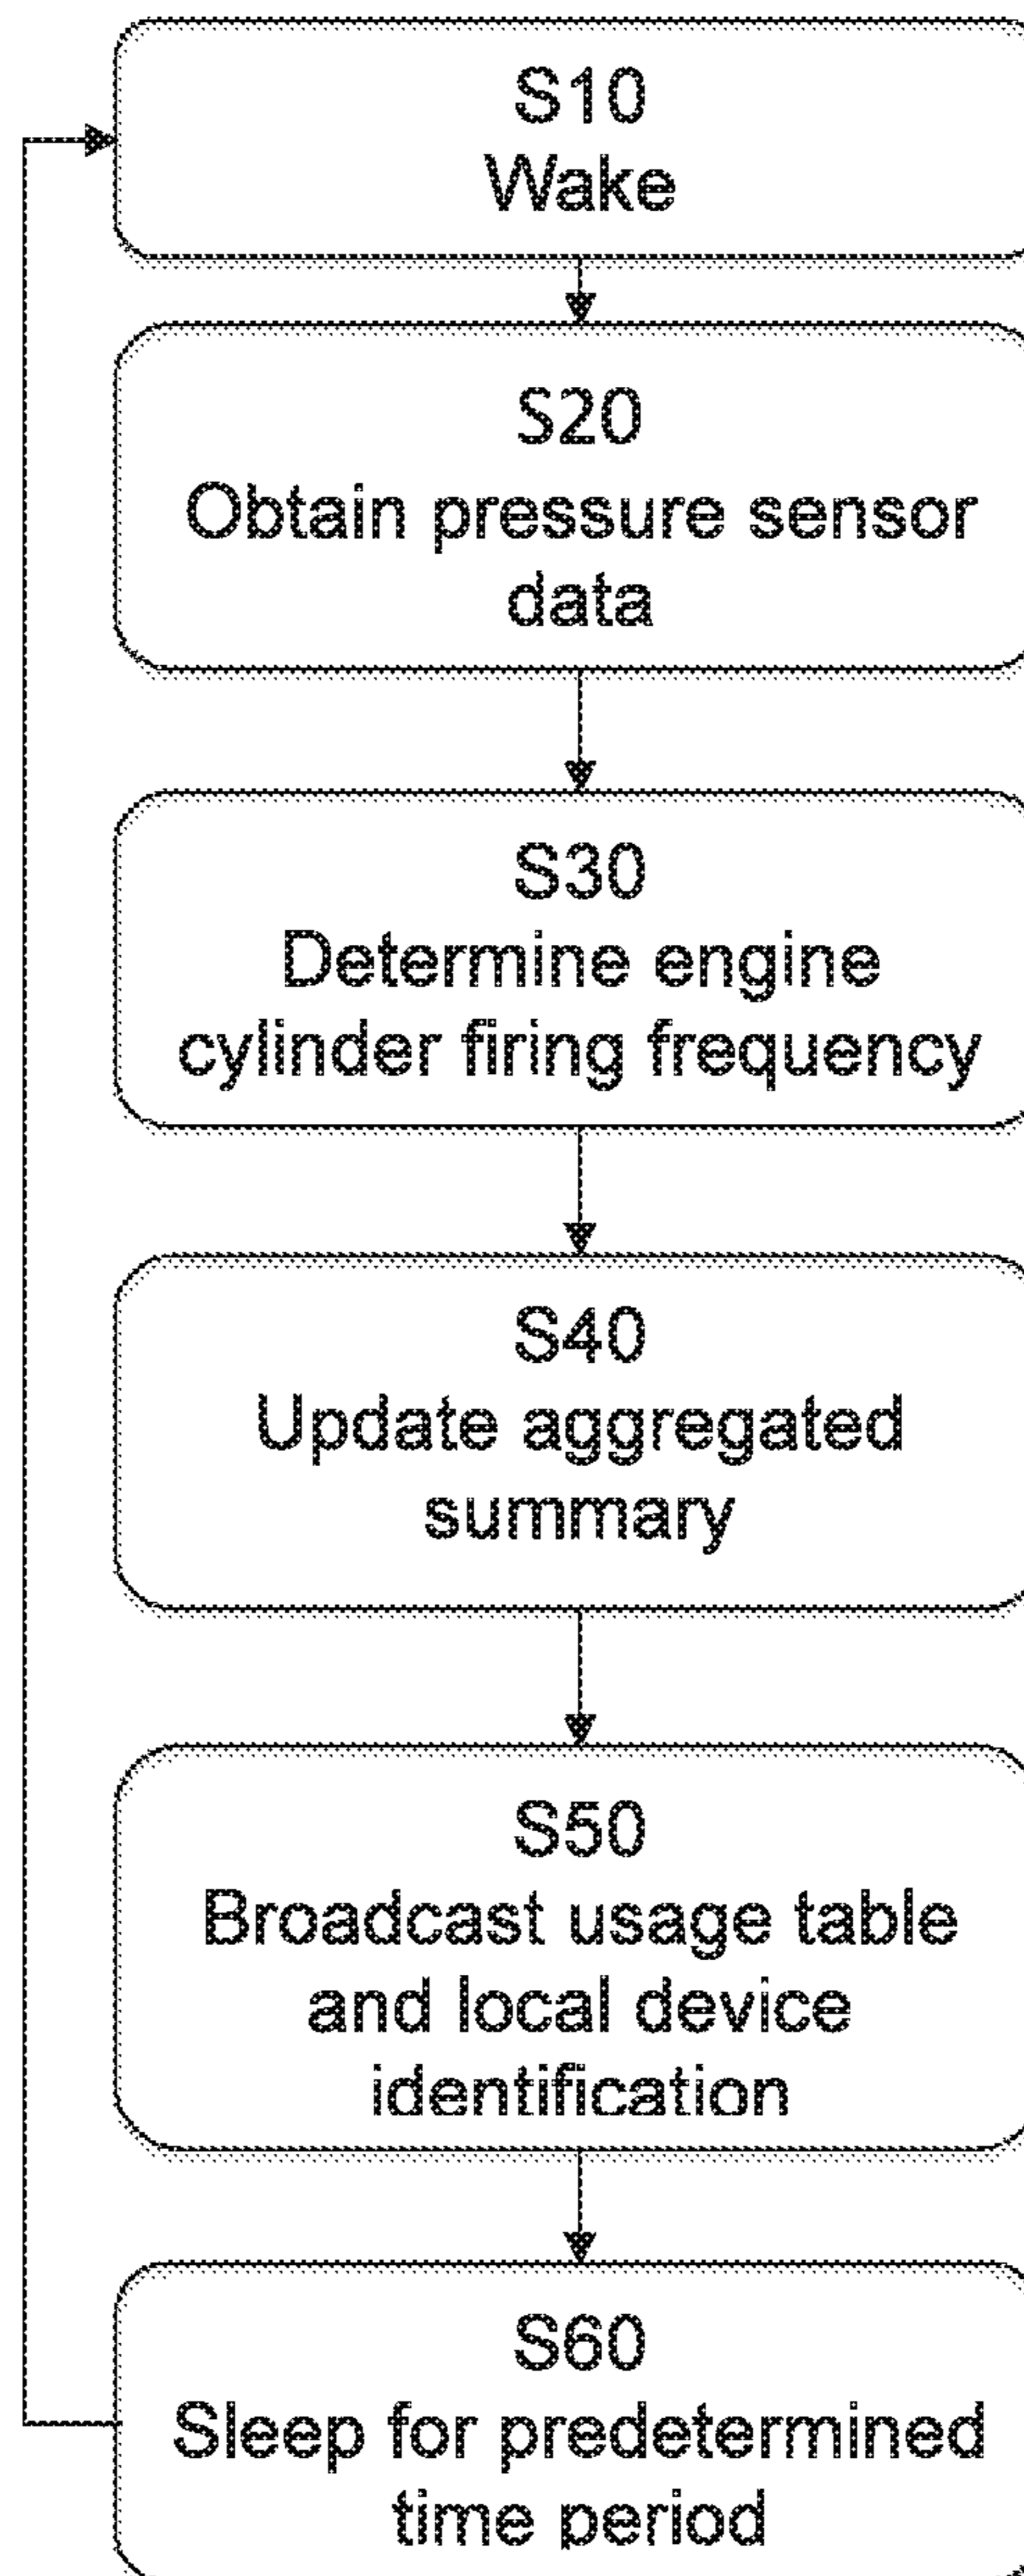 S10
Wake
S20
Obtain pressure sensor
data
S30
Determine engine
cylinder firing frequency
S40
Update aggregated
summary
S50
Broadcast usage table
and local device
identification
S60
Sleep for predetermined
time period